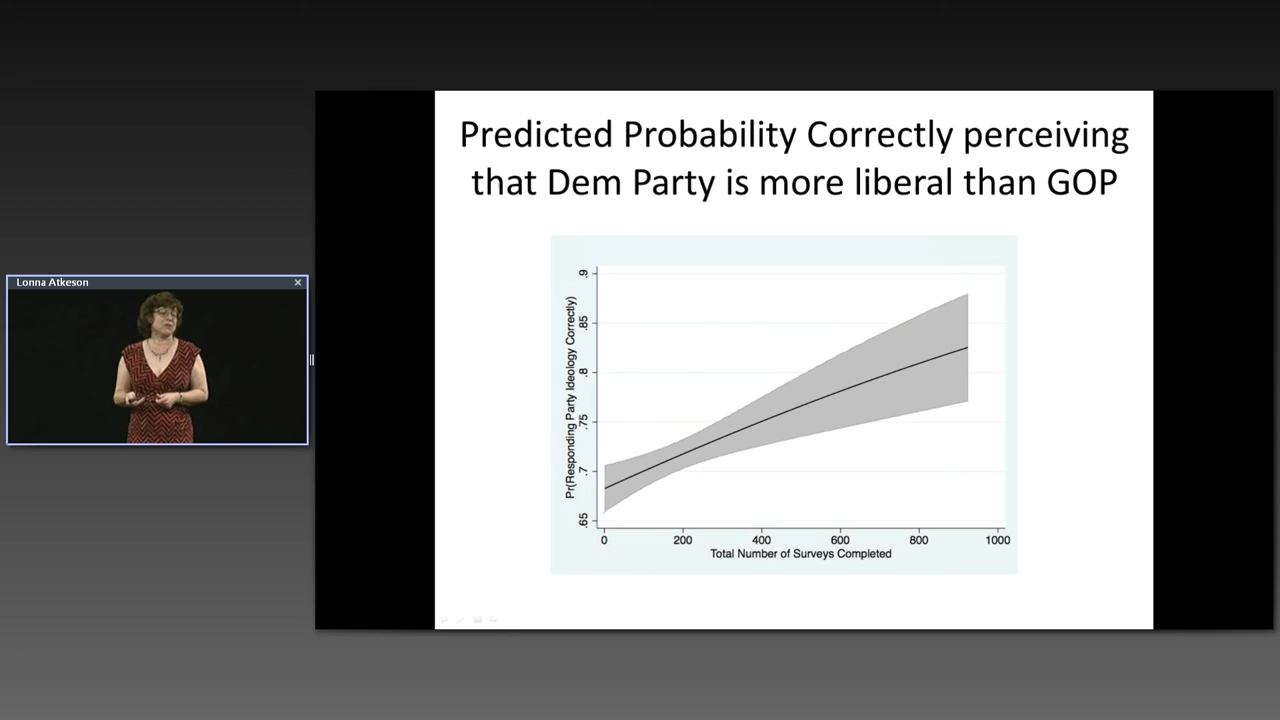 Predicted Probability Correctly perceiving
that Dem Party is more liberal than GOP
Lonna Atkeson
Pr(Responding Party Ideology Correctly)
.9
.85
.8
.75
.7
.65
0 200 400 600 800 1000
Total Number of Surveys Completed